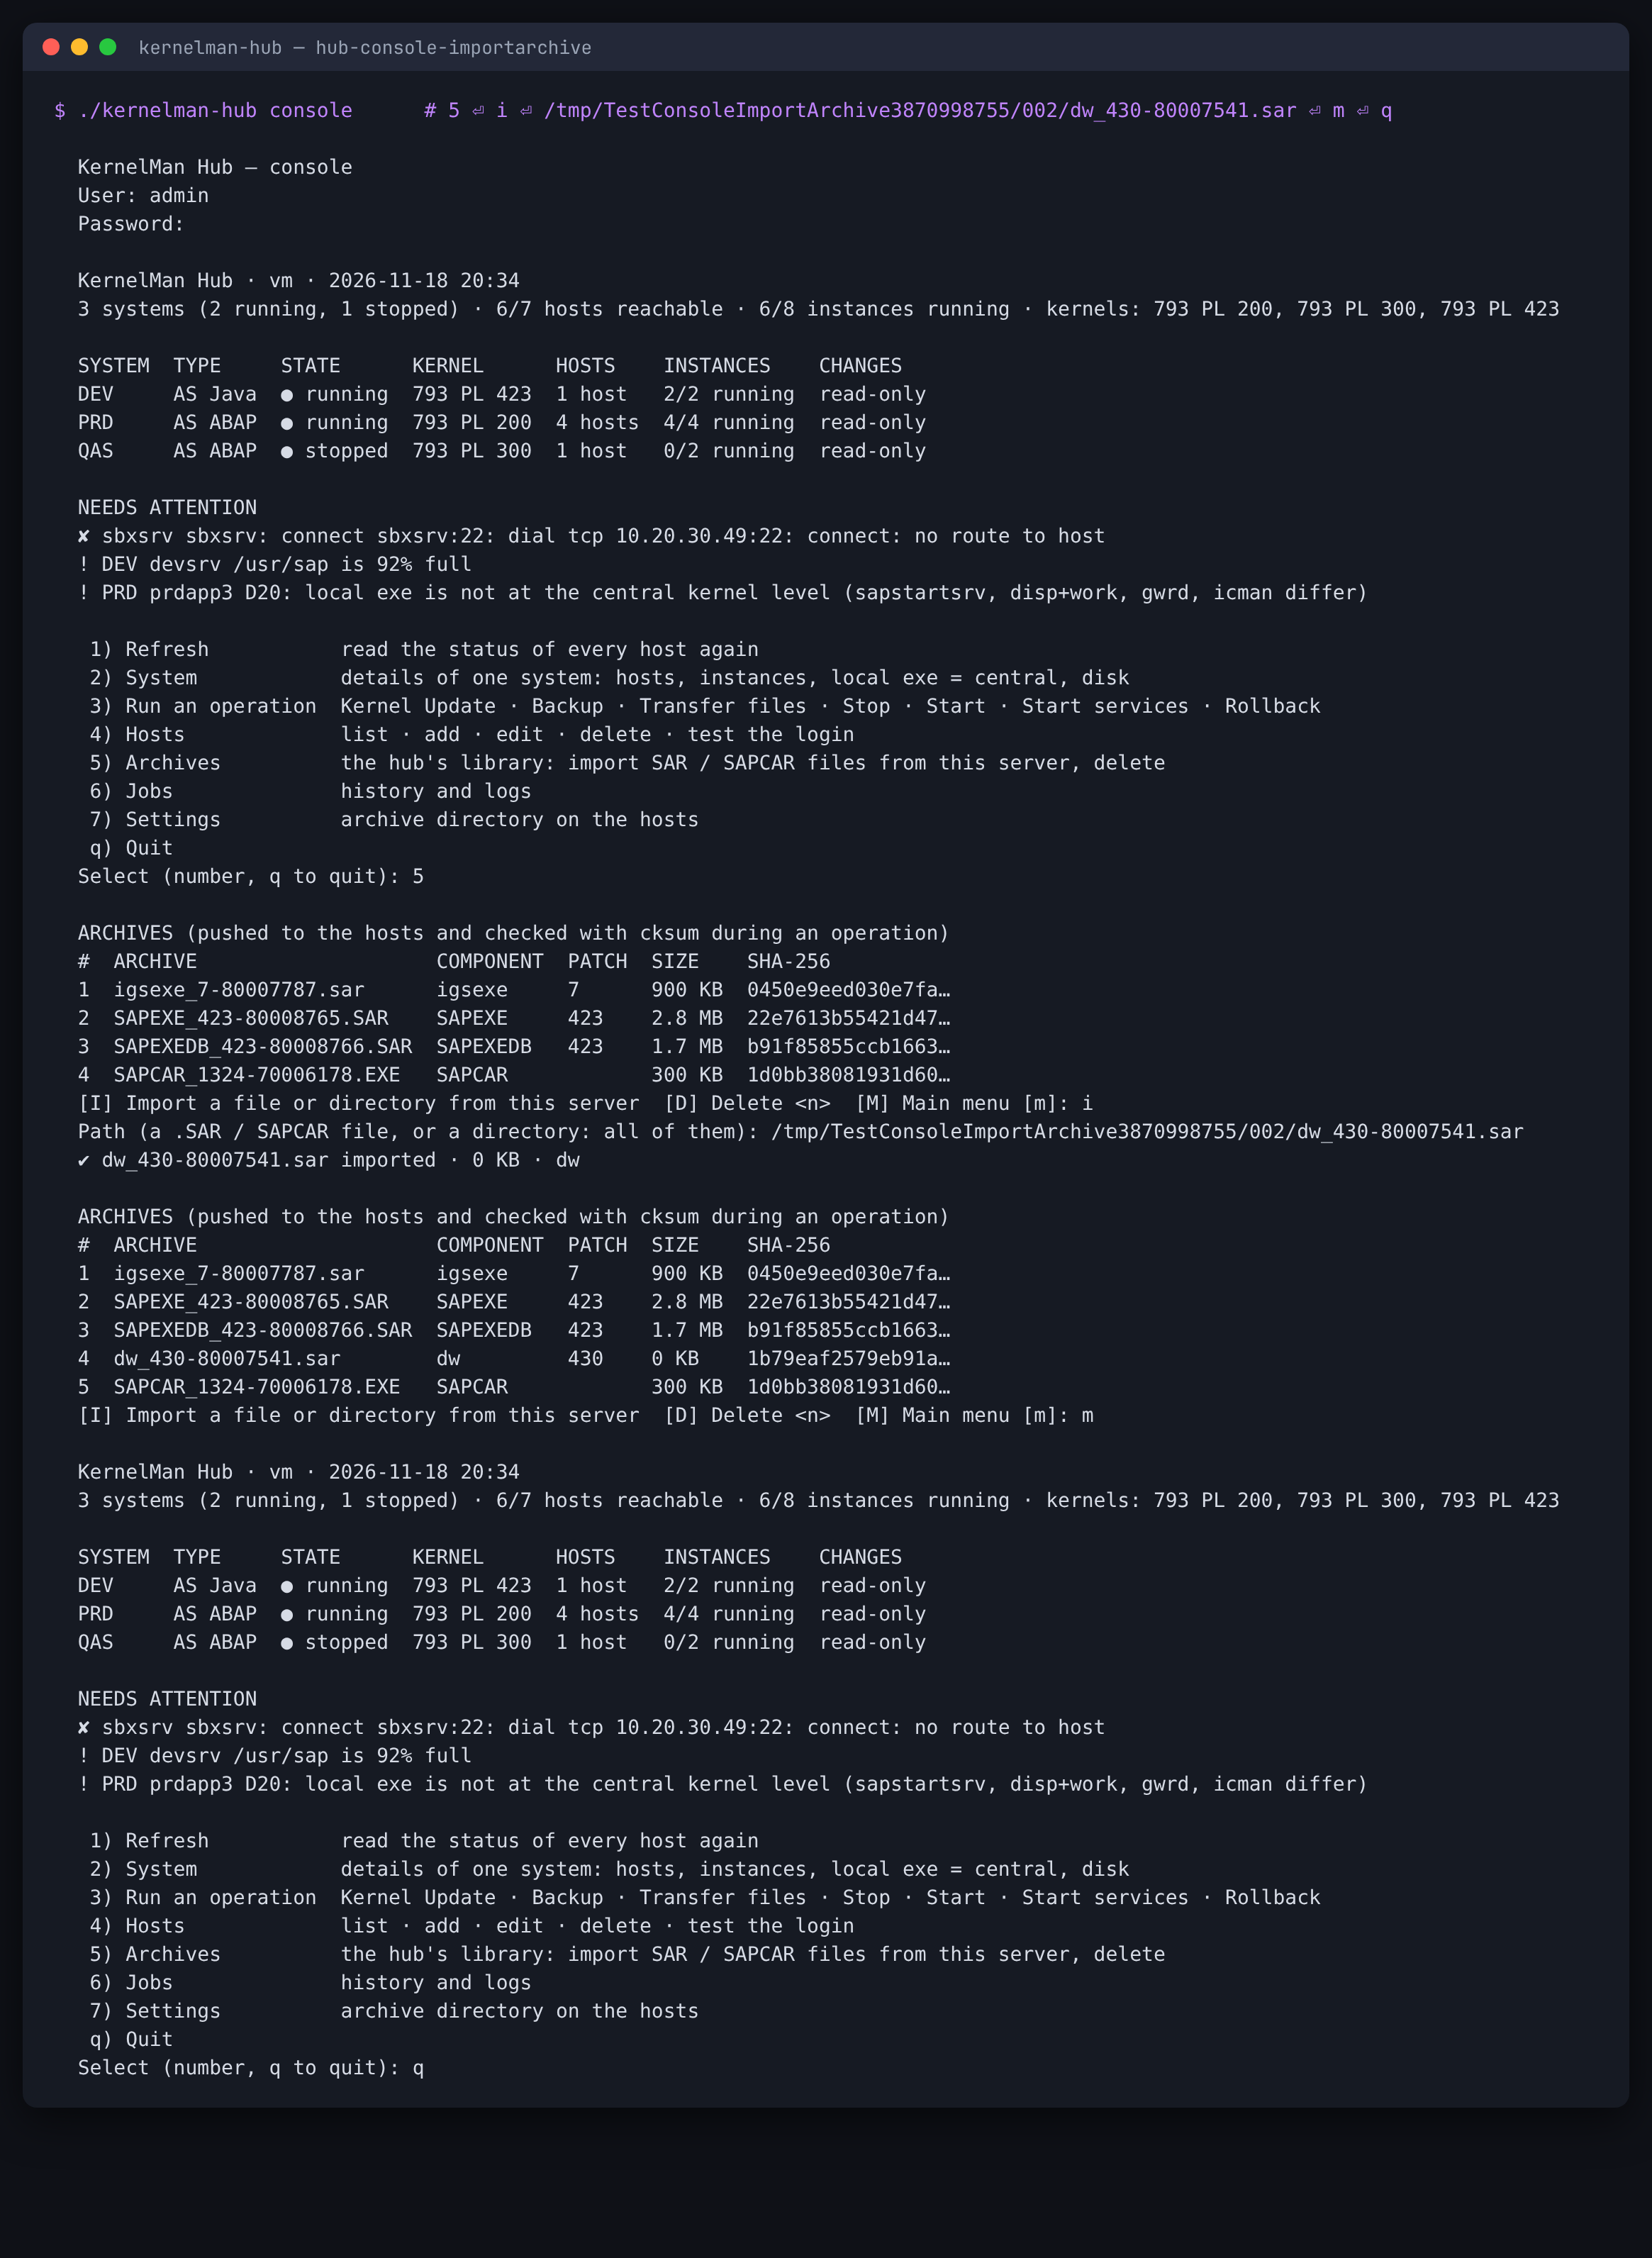 kernelman-hub — hub-console-importarchive
$ ./kernelman-hub console      # 5 ⏎ i ⏎ /tmp/TestConsoleImportArchive3870998755/002/dw_430-80007541.sar ⏎ m ⏎ q
KernelMan Hub — console
User: admin
Password:
KernelMan Hub · vm · 2026-11-18 20:34
3 systems (2 running, 1 stopped) · 6/7 hosts reachable · 6/8 instances running · kernels: 793 PL 200, 793 PL 300, 793 PL 423
SYSTEM  TYPE     STATE      KERNEL      HOSTS    INSTANCES    CHANGES
DEV     AS Java  ● running  793 PL 423  1 host   2/2 running  read-only
PRD     AS ABAP  ● running  793 PL 200  4 hosts  4/4 running  read-only
QAS     AS ABAP  ● stopped  793 PL 300  1 host   0/2 running  read-only
NEEDS ATTENTION
✘ sbxsrv sbxsrv: connect sbxsrv:22: dial tcp 10.20.30.49:22: connect: no route to host
! DEV devsrv /usr/sap is 92% full
! PRD prdapp3 D20: local exe is not at the central kernel level (sapstartsrv, disp+work, gwrd, icman differ)
1) Refresh           read the status of every host again
2) System            details of one system: hosts, instances, local exe = central, disk
3) Run an operation  Kernel Update · Backup · Transfer files · Stop · Start · Start services · Rollback
4) Hosts             list · add · edit · delete · test the login
5) Archives          the hub's library: import SAR / SAPCAR files from this server, delete
6) Jobs              history and logs
7) Settings          archive directory on the hosts
q) Quit
Select (number, q to quit): 5
ARCHIVES (pushed to the hosts and checked with cksum during an operation)
#  ARCHIVE                    COMPONENT  PATCH  SIZE    SHA-256
1  igsexe_7-80007787.sar      igsexe     7      900 KB  0450e9eed030e7fa…
2  SAPEXE_423-80008765.SAR    SAPEXE     423    2.8 MB  22e7613b55421d47…
3  SAPEXEDB_423-80008766.SAR  SAPEXEDB   423    1.7 MB  b91f85855ccb1663…
4  SAPCAR_1324-70006178.EXE   SAPCAR            300 KB  1d0bb38081931d60…
[I] Import a file or directory from this server  [D] Delete <n>  [M] Main menu [m]: i
Path (a .SAR / SAPCAR file, or a directory: all of them): /tmp/TestConsoleImportArchive3870998755/002/dw_430-80007541.sar
✔ dw_430-80007541.sar imported · 0 KB · dw
ARCHIVES (pushed to the hosts and checked with cksum during an operation)
#  ARCHIVE                    COMPONENT  PATCH  SIZE    SHA-256
1  igsexe_7-80007787.sar      igsexe     7      900 KB  0450e9eed030e7fa…
2  SAPEXE_423-80008765.SAR    SAPEXE     423    2.8 MB  22e7613b55421d47…
3  SAPEXEDB_423-80008766.SAR  SAPEXEDB   423    1.7 MB  b91f85855ccb1663…
4  dw_430-80007541.sar        dw         430    0 KB    1b79eaf2579eb91a…
5  SAPCAR_1324-70006178.EXE   SAPCAR            300 KB  1d0bb38081931d60…
[I] Import a file or directory from this server  [D] Delete <n>  [M] Main menu [m]: m
KernelMan Hub · vm · 2026-11-18 20:34
3 systems (2 running, 1 stopped) · 6/7 hosts reachable · 6/8 instances running · kernels: 793 PL 200, 793 PL 300, 793 PL 423
SYSTEM  TYPE     STATE      KERNEL      HOSTS    INSTANCES    CHANGES
DEV     AS Java  ● running  793 PL 423  1 host   2/2 running  read-only
PRD     AS ABAP  ● running  793 PL 200  4 hosts  4/4 running  read-only
QAS     AS ABAP  ● stopped  793 PL 300  1 host   0/2 running  read-only
NEEDS ATTENTION
✘ sbxsrv sbxsrv: connect sbxsrv:22: dial tcp 10.20.30.49:22: connect: no route to host
! DEV devsrv /usr/sap is 92% full
! PRD prdapp3 D20: local exe is not at the central kernel level (sapstartsrv, disp+work, gwrd, icman differ)
1) Refresh           read the status of every host again
2) System            details of one system: hosts, instances, local exe = central, disk
3) Run an operation  Kernel Update · Backup · Transfer files · Stop · Start · Start services · Rollback
4) Hosts             list · add · edit · delete · test the login
5) Archives          the hub's library: import SAR / SAPCAR files from this server, delete
6) Jobs              history and logs
7) Settings          archive directory on the hosts
q) Quit
Select (number, q to quit): q